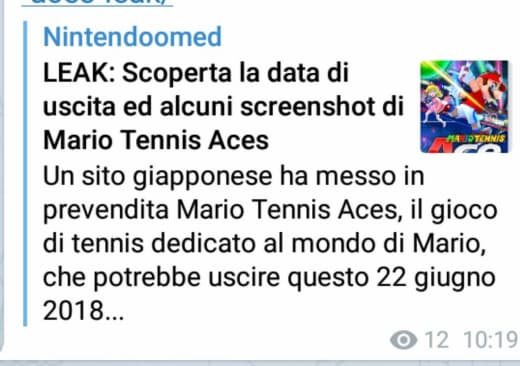 Nintendoomed
LEAK: Scoperta la data di
uscita ed alcuni screenshot di
Mario Tennis Aces
MARIO TENNIS
Un sito giapponese ha messo in
prevendita Mario Tennis Aces, il gioco
di tennis dedicato al mondo di Mario,
che potrebbe uscire questo 22 giugno
2018...
12 10:19